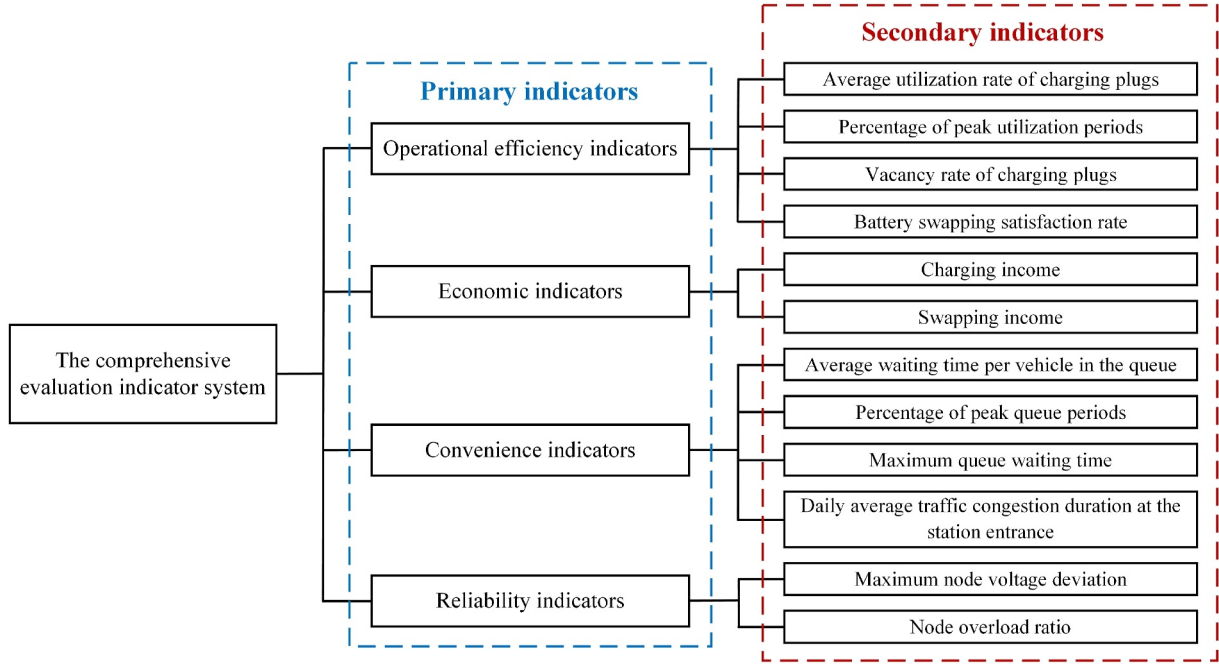 Secondary indicators
Primary indicators
Average utilization rate of charging plugs
Percentage of peak utilization periods
Operational efficiency indicators
Vacancy rate of charging plugs
Battery swapping satisfaction rate
Charging income
Economic indicators
Swapping income
The comprehensive
evaluation indicator system
Average waiting time per vehicle in the queue
Percentage of peak queue periods
Convenience indicators
Maximum queue waiting time
Daily average traffic congestion duration at the
station entrance
Maximum node voltage deviation
Reliability indicators
Node overload ratio